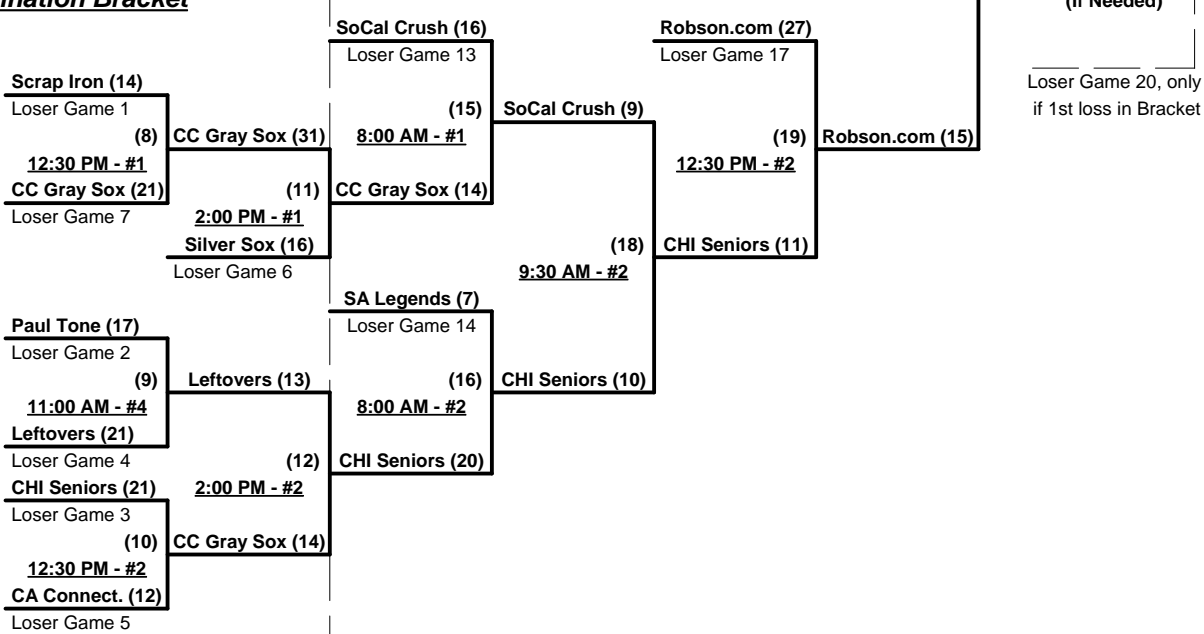 ination Bracket
(If Needed)
SoCal Crush (16)
Loser Game 13
Robson.com (27)
Loser Game 17
Loser Game 20, only
if 1st loss in Bracket
Scrap Iron (14)
Loser Game 1
(8)
12:30 PM - #1
CC Gray Sox (21)
Loser Game 7
CC Gray Sox (31)
(11)
2:00 PM - #1
Silver Sox (16)
Loser Game 6
(15)
8:00 AM - #1
CC Gray Sox (14)
SoCal Crush (9)
(19)
12:30 PM - #2
Robson.com (15)
(18)
9:30 AM - #2
CHI Seniors (11)
SA Legends (7)
Loser Game 14
Paul Tone (17)
Loser Game 2
(9)
11:00 AM - #4
Leftovers (21)
Loser Game 4
Leftovers (13)
(16)
8:00 AM - #2
CHI Seniors (10)
(12)
2:00 PM - #2
CHI Seniors (20)
CHI Seniors (21)
Loser Game 3
(10)
12:30 PM - #2
CC Gray Sox (14)
CA Connect. (12)
Loser Game 5